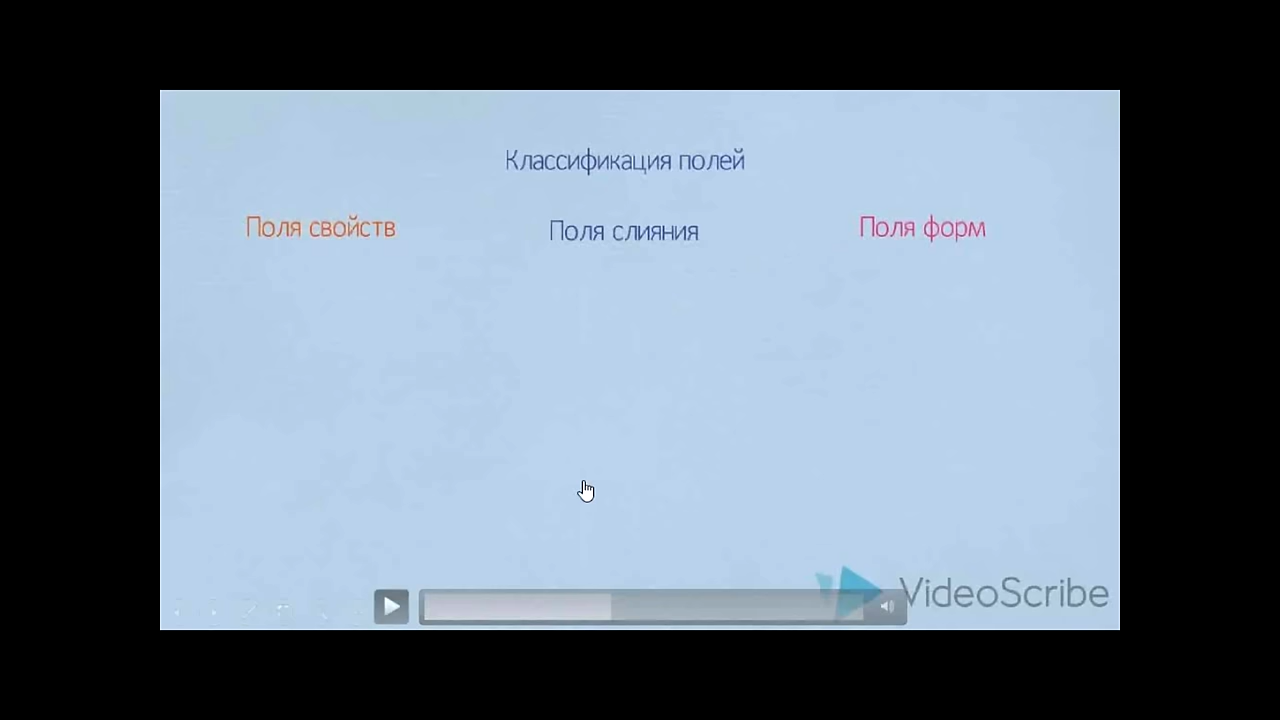 Классификация полей
Поля свойств
Поля слияния
Поля форм
VideoScribe